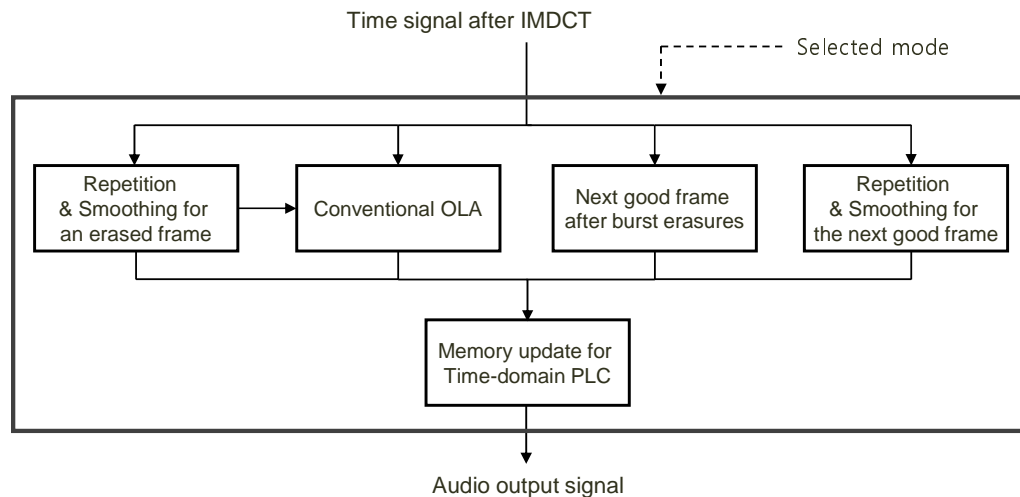 Time signal after IMDCT
Selected mode
Repetition
& Smoothing for
an erased frame
Conventional OLA
Next good frame
after burst erasures
Repetition
& Smoothing for
the next good frame
Memory update for
Time-domain PLC
Audio output signal